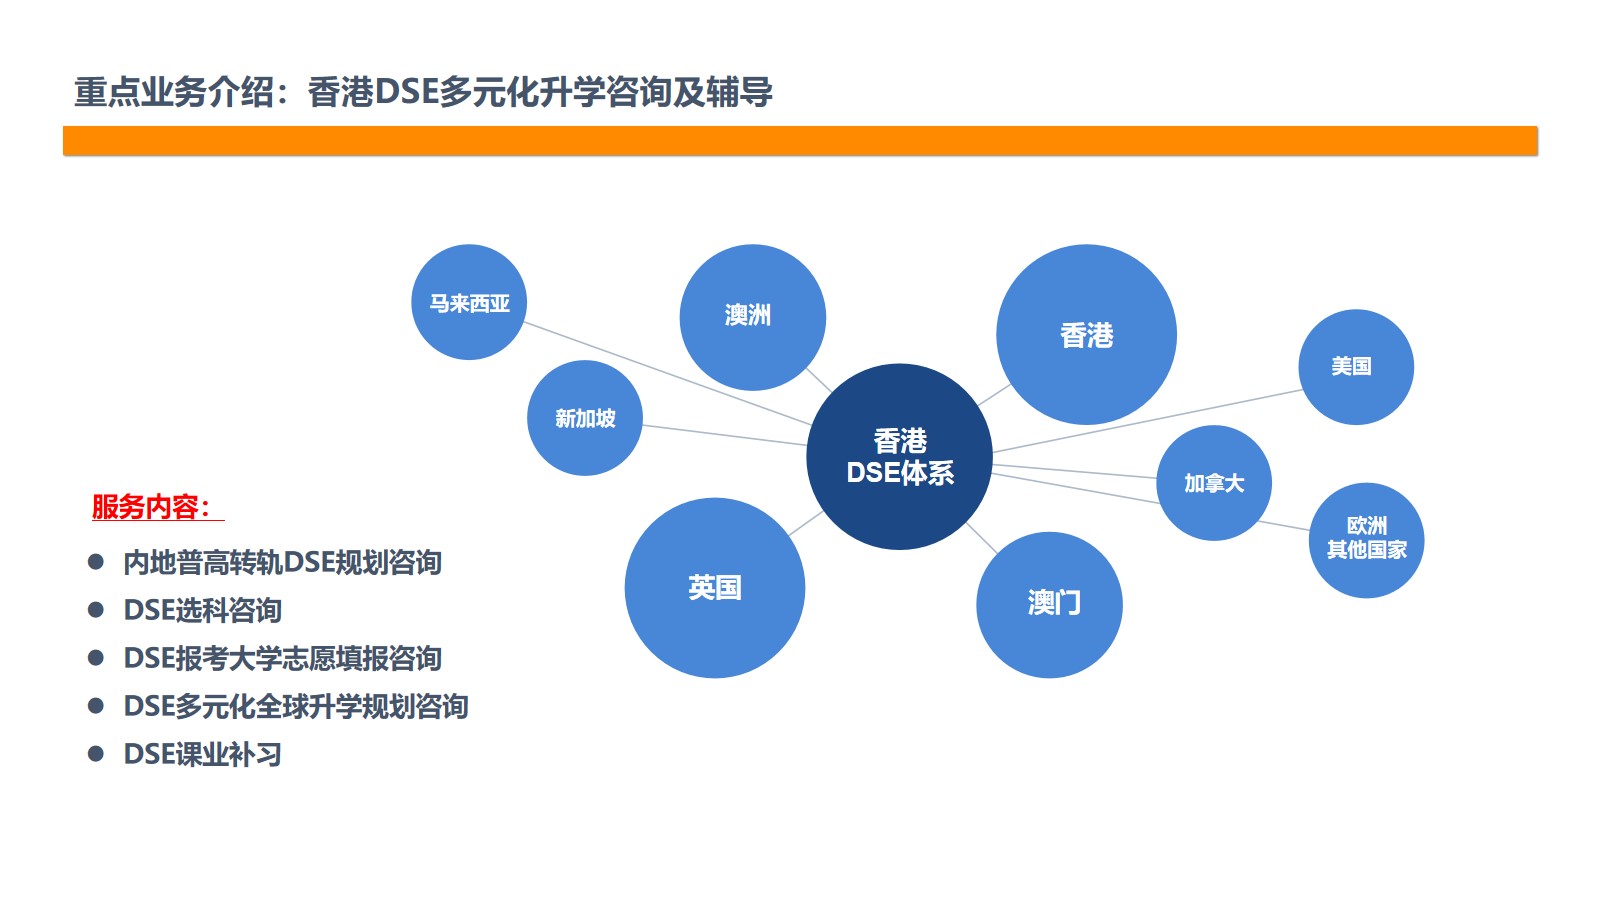 重点业务介绍：香港DSE多元化升学咨询及辅导
马来西亚
澳洲
香港
美国
新加坡
香港
DSE体系
加拿大
欧洲
其他国家
英国
澳门
服务内容：
内地普高转轨DSE规划咨询
DSE选科咨询
DSE报考大学志愿填报咨询
DSE多元化全球升学规划咨询
DSE课业补习